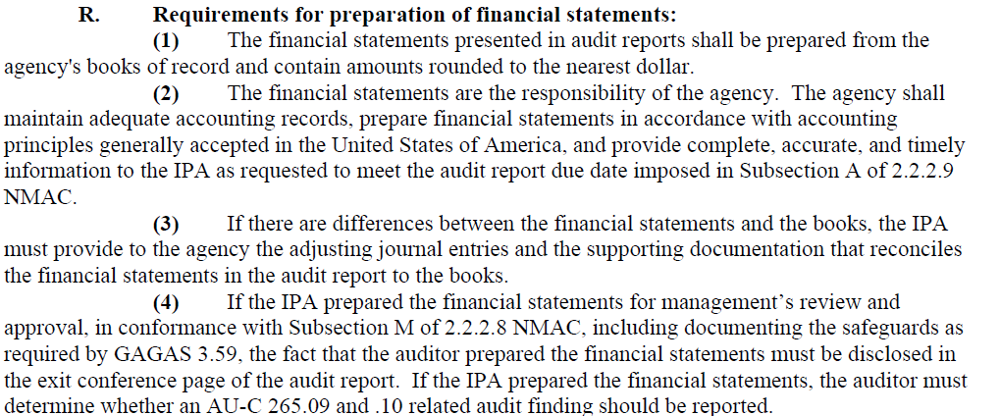 R. Requirements for preparation of financial statements:
(1) The financial statements presented in audit reports shall be prepared from the
agency's books of record and contain amounts rounded to the nearest dollar.
(2) The financial statements are the responsibility of the agency. The agency shall
maintain adequate accounting records, prepare financial statements in accordance with accounting
principles generally accepted in the United States of America, and provide complete, accurate, and timely
information to the IPA as requested to meet the audit report due date imposed in Subsection A of 2.2.2.9
NMAC.
(3) If there are differences between the financial statements and the books, the IPA
must provide to the agency the adjusting journal entries and the supporting documentation that reconciles
the financial statements in the audit report to the books.
(4) If the IPA prepared the financial statements for management’s review and
approval, in conformance with Subsection M of 2.2.2.8 NMAC, including documenting the safeguards as
required by GAGAS 3.59, the fact that the auditor prepared the financial statements must be disclosed in
the exit conference page of the audit report. If the IPA prepared the financial statements, the auditor must
determine whether an AU-C 265.09 and .10 related audit finding should be reported.